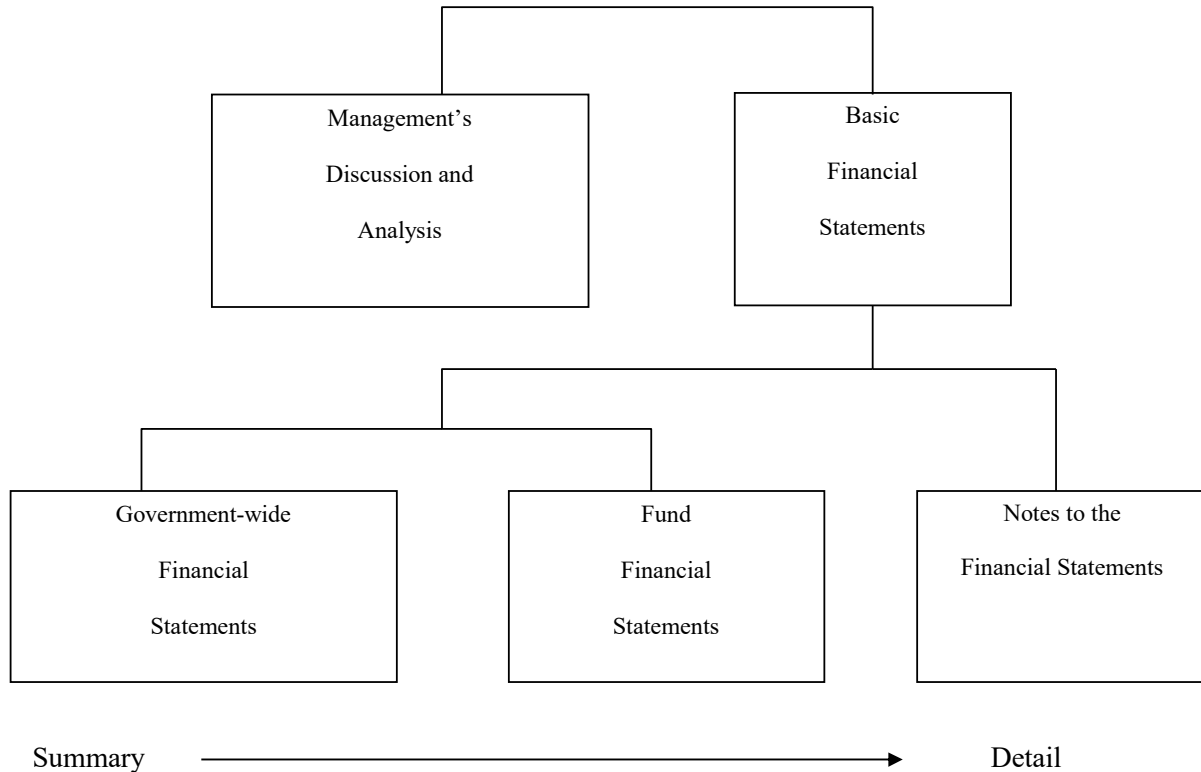 Management’s
Discussion and
Analysis
Basic
Financial
Statements
Government-wide
Financial
Statements
Fund
Financial
Statements
Notes to the
Financial Statements
Summary
Detail